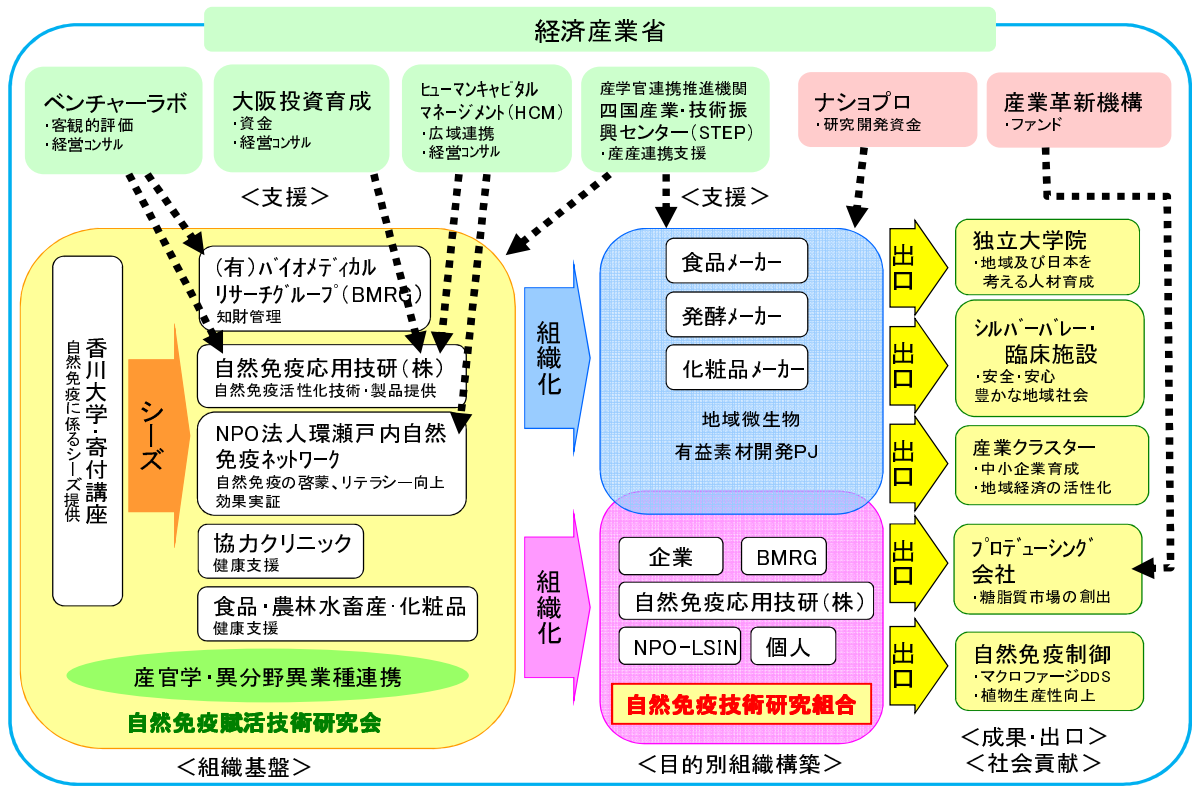 経済産業省
ベンチャーラボ
・客観的評価
・経営ｺﾝｻﾙ
大阪投資育成
・資金
・経営ｺﾝｻﾙ
ﾋｭｰﾏﾝｷｬﾋﾟﾀﾙ
ﾏﾈｰｼﾞﾒﾝﾄ(HCM)
・広域連携
・経営ｺﾝｻﾙ
産学官連携推進機関
四国産業・技術振
興センター(STEP)
・産産連携支援
ナショプロ
・研究開発資金
産業革新機構
・ファンド
＜支援＞
＜支援＞
香川大学・寄付講座
自然免疫に係るシーズ提供
シーズ
(有)ﾊﾞｲｵﾒﾃﾞｨｶﾙ
ﾘｻｰﾁｸﾞﾙｰﾌﾟ(BMRG)
知財管理
自然免疫応用技研(株)
自然免疫活性化技術・製品提供
NPO法人環瀬戸内自然
免疫ネットワーク
自然免疫の啓蒙、リテラシー向上
効果実証
協力クリニック
健康支援
食品・農林水畜産・化粧品
健康支援
産官学・異分野異業種連携
自然免疫賦活技術研究会
＜組織基盤＞
組織化
組織化
食品ﾒｰｶｰ
発酵ﾒｰｶｰ
化粧品ﾒｰｶｰ
地域微生物
有益素材開発PJ
企業
BMRG
自然免疫応用技研(株)
NPO-LSIN
個人
自然免疫技術研究組合
＜目的別組織構築＞
出口
出口
出口
出口
出口
独立大学院
・地域及び日本を
考える人材育成
ｼﾙﾊﾞｰﾊﾞﾚｰ・
臨床施設
・安全・安心
豊かな地域社会
産業クラスター
・中小企業育成
・地域経済の活性化
ﾌﾟﾛﾃﾞｭｰｼﾝｸﾞ
会社
・糖脂質市場の創出
自然免疫制御
・マクロファージDDS
・植物生産性向上
＜成果・出口＞
＜社会貢献＞